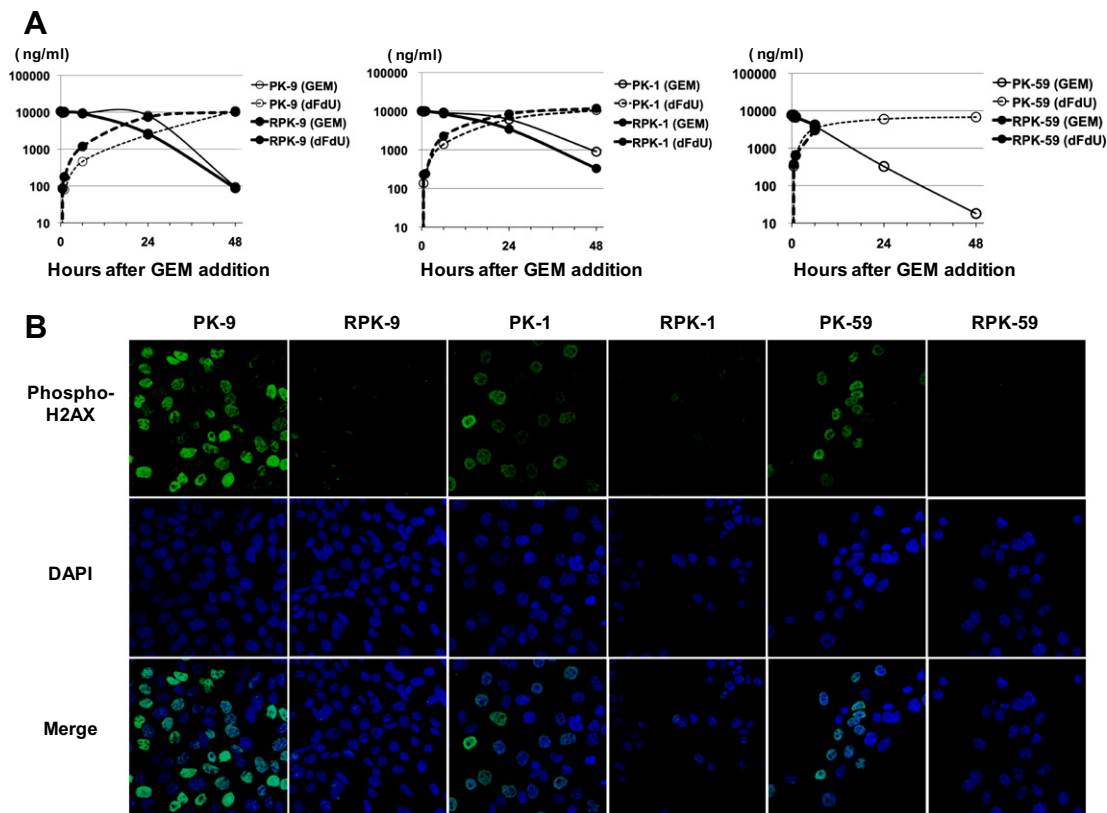 A
( ng/ml)
100000
10000
1000
100
10
0
24
48
PK-9 (GEM)
PK-9 (dFdU)
RPK-9 (GEM)
RPK-9 (dFdU)
Hours after GEM addition
( ng/ml)
100000
10000
1000
100
10
0
24
48
PK-1 (GEM)
PK-1 (dFdU)
RPK-1 (GEM)
RPK-1 (dFdU)
Hours after GEM addition
( ng/ml)
100000
10000
1000
100
10
0
24
48
PK-59 (GEM)
PK-59 (dFdU)
RPK-59 (GEM)
RPK-59 (dFdU)
Hours after GEM addition
B
PK-9 RPK-9 PK-1 RPK-1 PK-59 RPK-59
Phospho-
H2AX
DAPI
Merge